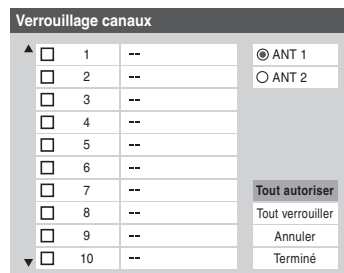 Verrouillage canaux
1 -- ANT 1
2 -- ANT 2
3 --
4 --
5 --
6 --
7 -- Tout autoriser
8 -- Tout verrouiller
9 -- Annuler
10 -- Terminé